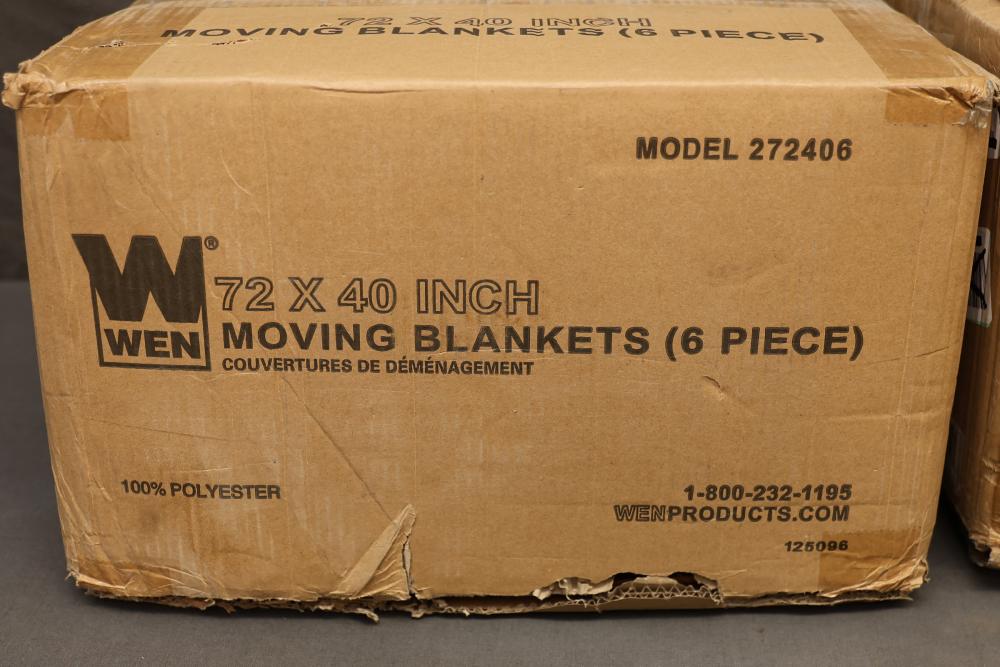 72 X 40 INCH
MOVING BLANKETS (6 PIECE)
MODEL 272406
W®
WEN
72 X 40 INCH
MOVING BLANKETS (6 PIECE)
COUVERTURES DE DÉMÉNAGEMENT
100% POLYESTER
1-800-232-1195
WENPRODUCTS.COM
125096